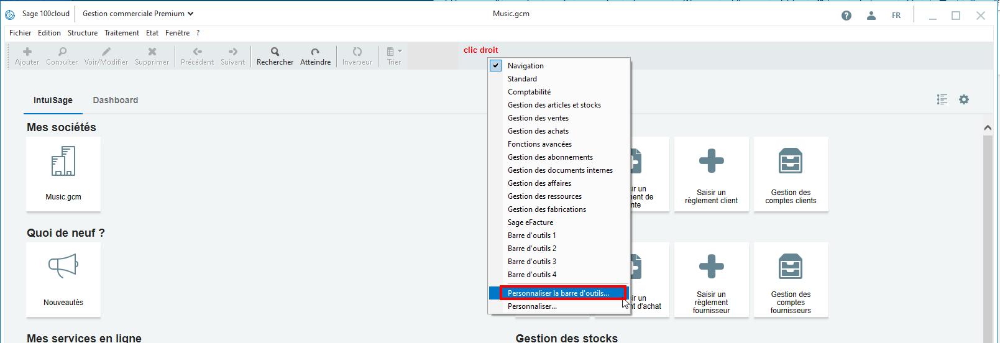 Sage 100cloud
Gestion commerciale Premium
Music.gcm
FR
Fichier Edition Structure Traitement Etat Fenêtre ?
Ajouter Consulter Voir/Modifier Supprimer Précédent Suivant Rechercher Atteindre Inverseur Trier
clic droit
Navigation
Standard
Comptabilité
Gestion des articles et stocks
Gestion des ventes
Gestion des achats
Fonctions avancées
Gestion des abonnements
Gestion des documents internes
Gestion des affaires
Gestion des ressources
Gestion des fabrications
Sage eFacture
Barre d'outils 1
Barre d'outils 2
Barre d'outils 3
Barre d'outils 4
Personnaliser la barre d'outils...
Personnaliser...
IntuiSage Dashboard
Mes sociétés
Music.gcm
un
de
Saisir un
règlement client
Gestion des
comptes clients
Quoi de neuf ?
Nouveautés
un
d'achat
Saisir un
règlement
fournisseur
Gestion des
comptes
fournisseurs
Mes services en ligne
Gestion des stocks